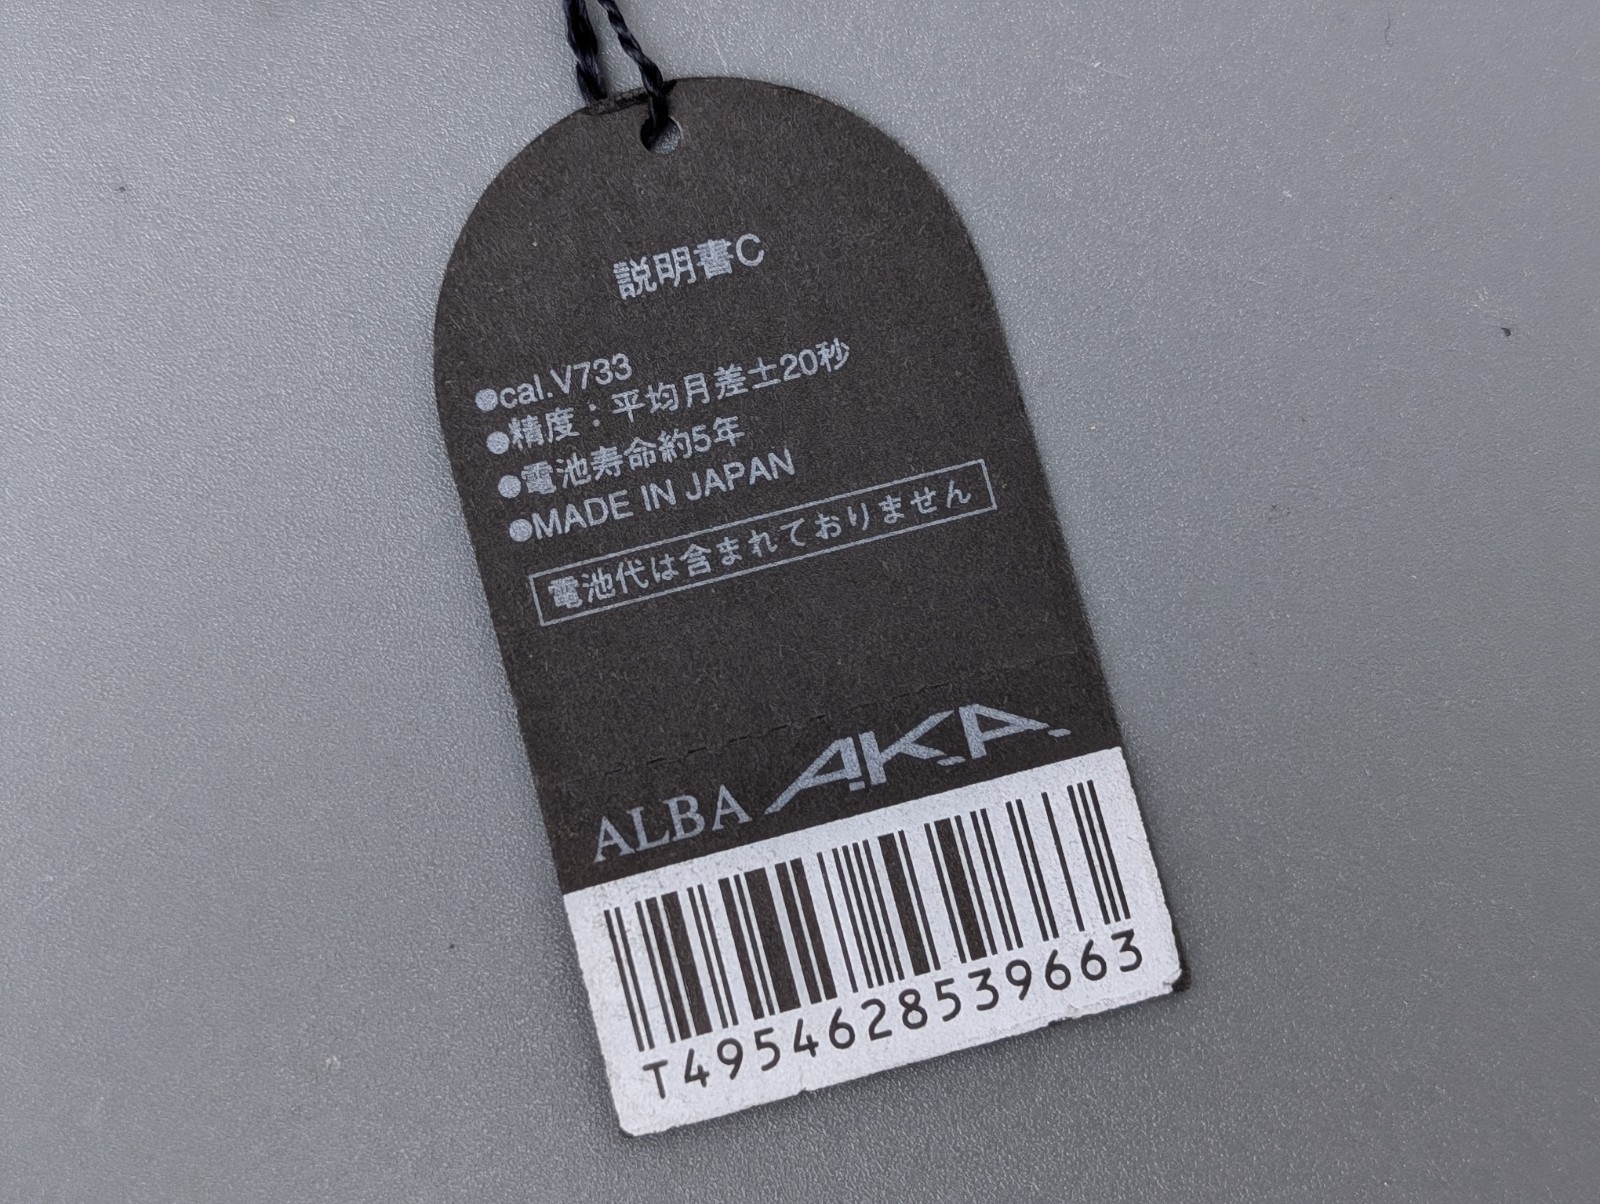 説明書C
●cal.V733
●精度：平均月差±20秒
●電池寿命約5年
●MADE IN JAPAN
電池代は含まれておりません
ALBA A.K.A.
T4954628539663